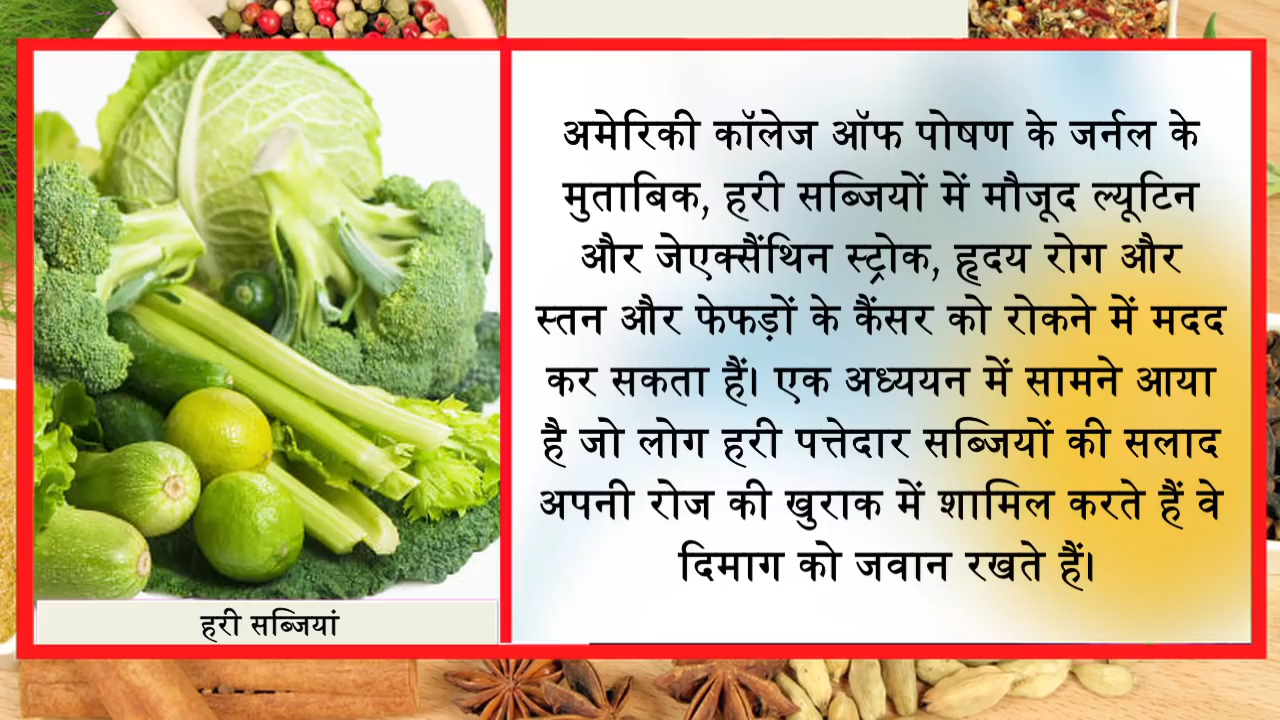 अमेरिकी कॉलेज ऑफ पोषण के जर्नल के
मुताबिक, हरी सब्जियों में मौजूद ल्यूटिन
और जेएक्सैंथिन स्ट्रोक, हृदय रोग और
स्तन और फेफड़ों के कैंसर को रोकने में मदद
कर सकता हैं। एक अध्ययन में सामने आया
है जो लोग हरी पत्तेदार सब्जियों की सलाद
अपनी रोज की खुराक में शामिल करते हैं वे
दिमाग को जवान रखते हैं।
हरी सब्जियां